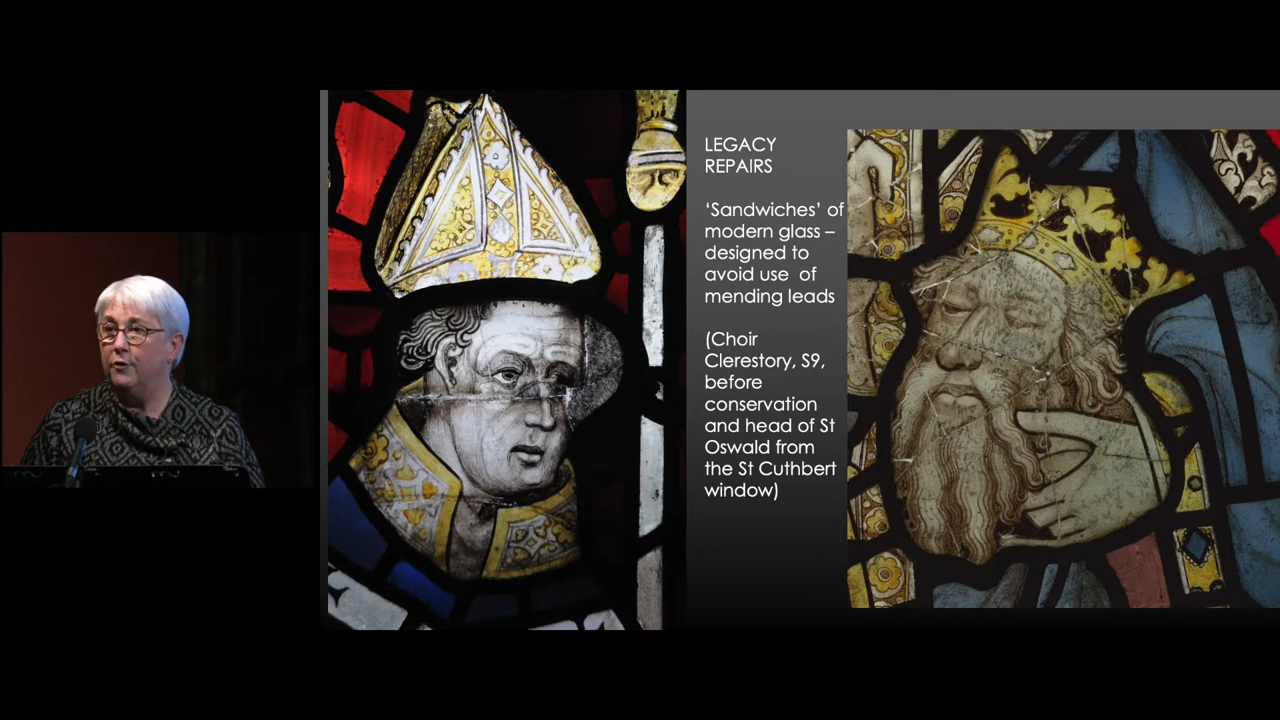 LEGACY
REPAIRS
‘Sandwiches’ of
modern glass –
designed to
avoid use of
mending leads
(Choir
Clerestory, S9,
before
conservation
and head of St
Oswald from
the St Cuthbert
window)